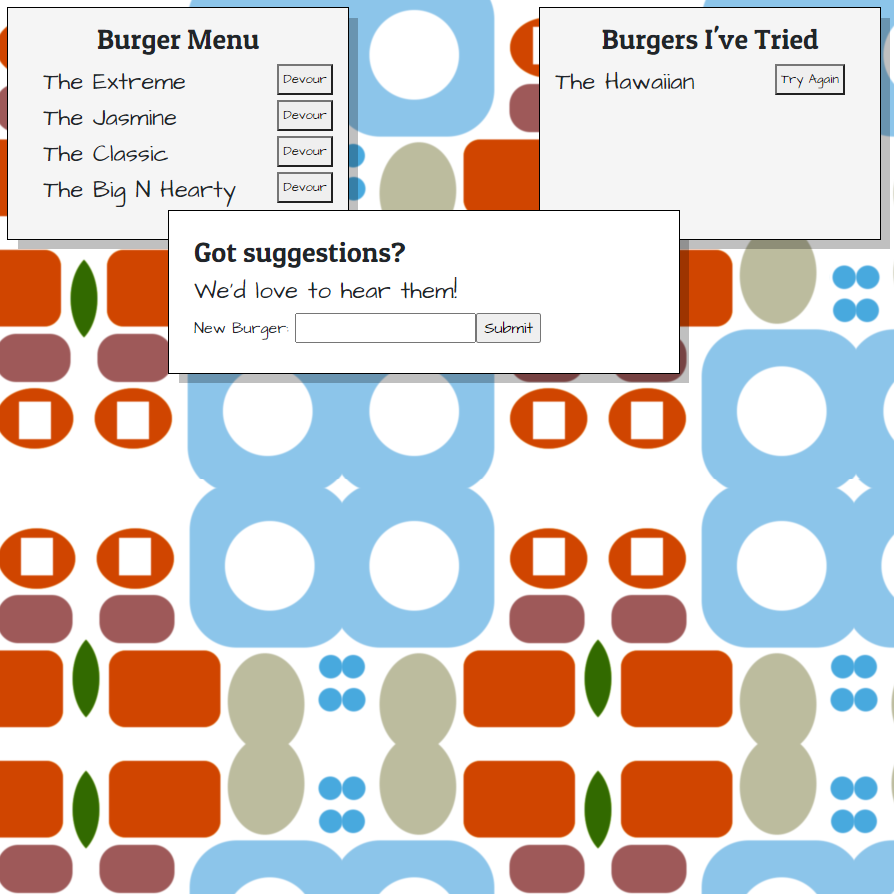 Burger Menu
The Extreme Devour
The Jasmine Devour
The Classic Devour
The Big N Hearty Devour
Burgers I've Tried
The Hawaiian Try Again
Got suggestions?
We'd love to hear them!
New Burger: Submit